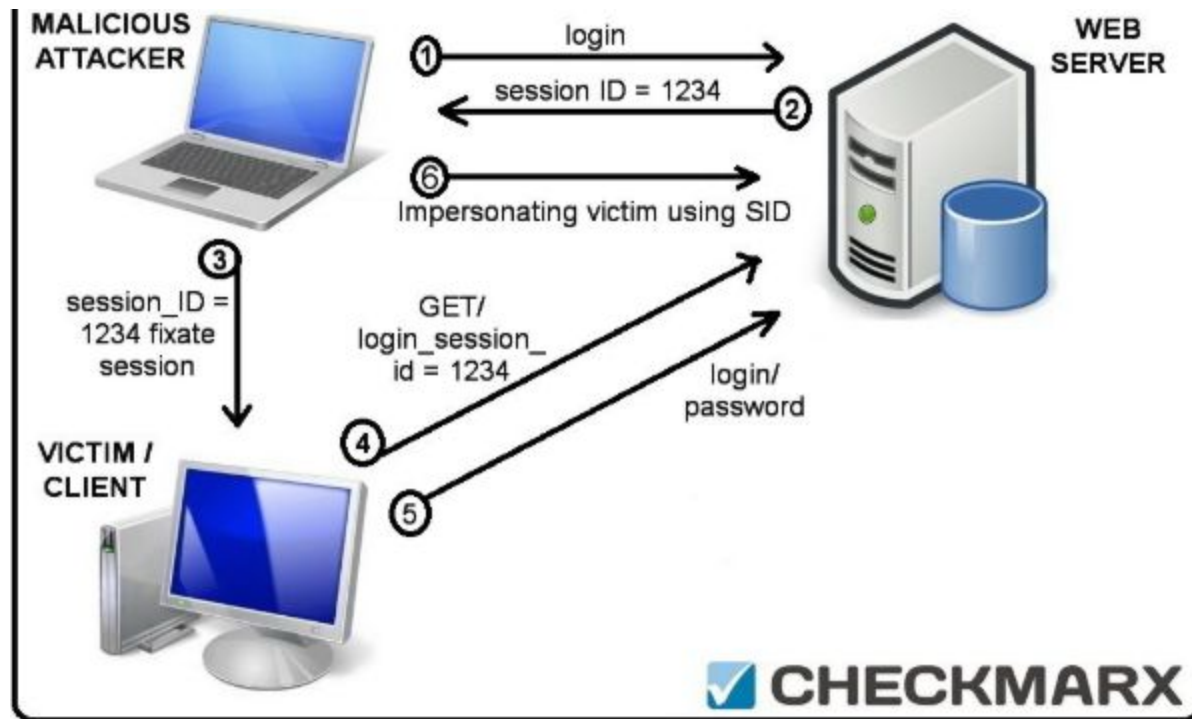 MALICIOUS
ATTACKER
1
login
WEB
SERVER
session ID = 1234
2
6
Impersonating victim using SID
3
session_ID =
1234 fixate
session
GET/
login_session_
id = 1234
login/
password
4
VICTIM /
CLIENT
5
CHECKMARX